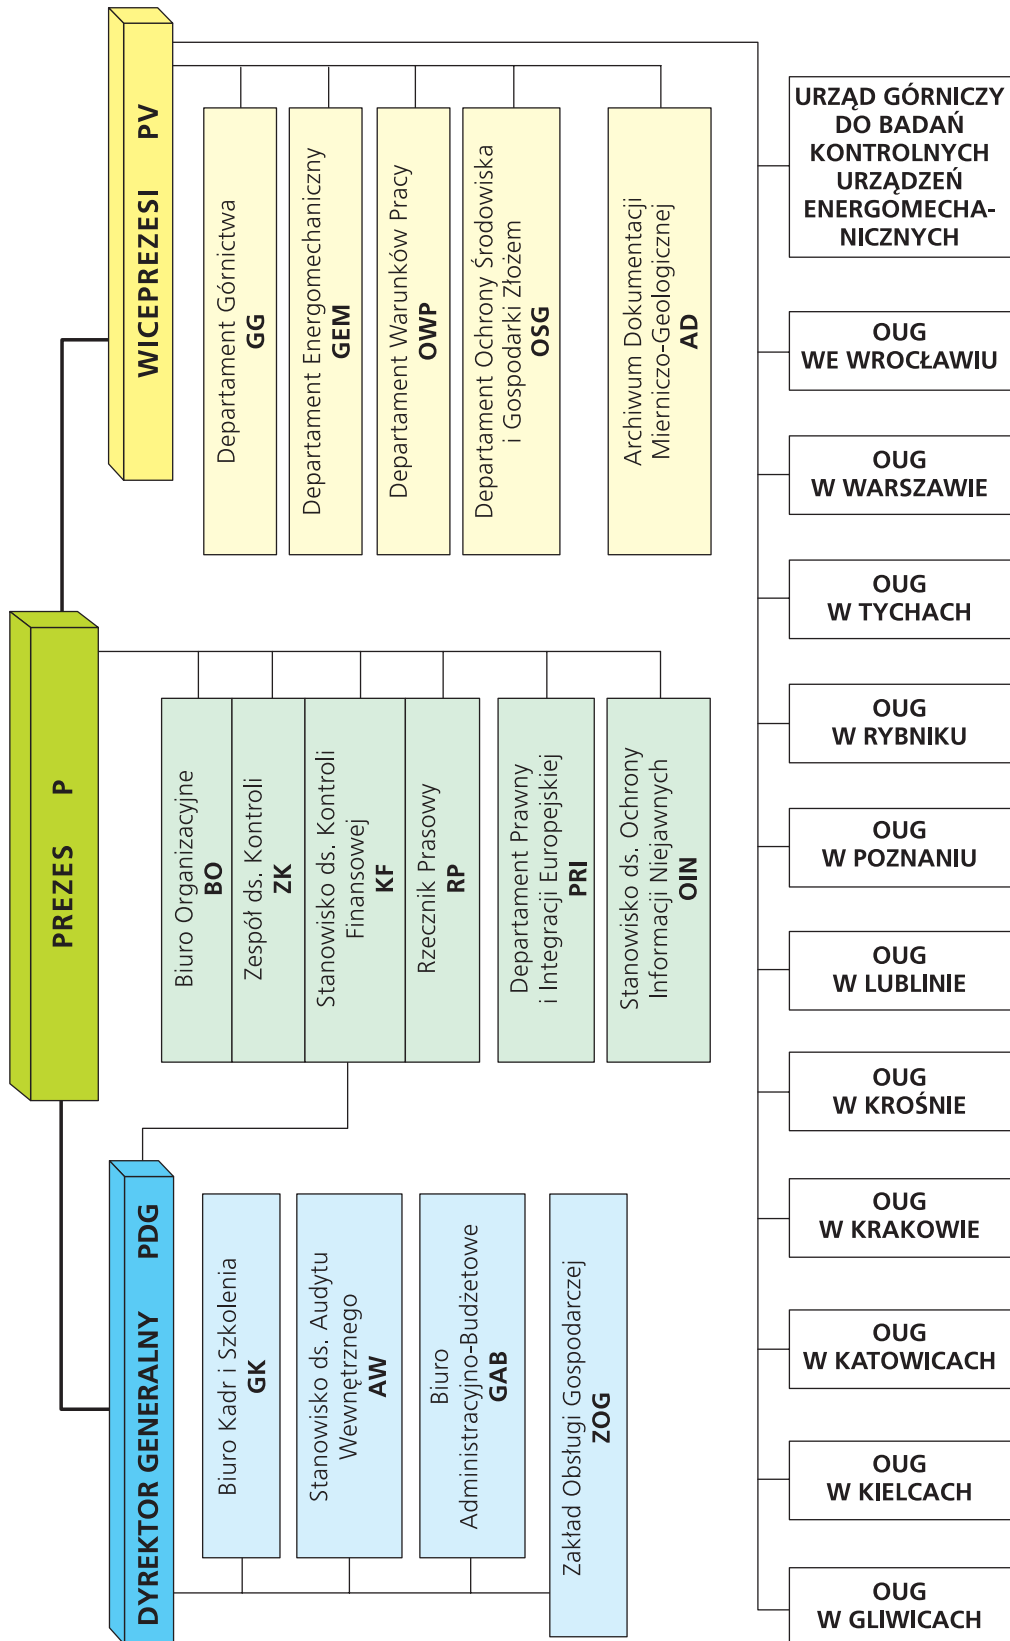 PREZES P
DYREKTOR GENERALNY PDG
WICEPREZESI PV
Biuro Kadr i Szkolenia
GK
Stanowisko ds. Audytu
Wewnętrznego
AW
Biuro
Administracyjno-Budżetowe
GAB
Zakład Obsługi Gospodarczej
ZOG
Biuro Organizacyjne
BO
Zespół ds. Kontroli
ZK
Stanowisko ds. Kontroli
Finansowej
KF
Rzecznik Prasowy
RP
Departament Prawny
i Integracji Europejskiej
PRI
Stanowisko ds. Ochrony
Informacji Niejawnych
OIN
Departament Górnictwa
GG
Departament Energomechaniczny
GEM
Departament Warunków Pracy
OWP
Departament Ochrony Środowiska
i Gospodarki Złożem
OSG
Archiwum Dokumentacji
Mierniczo-Geologicznej
AD
URZĄD GÓRNICZY
DO BADAŃ
KONTROLNYCH
URZĄDZEŃ
ENERGOMECHA-
NICZNYCH
OUG
WE WROCŁAWIU
OUG
W WARSZAWIE
OUG
W TYCHACH
OUG
W RYBNIKU
OUG
W POZNANIU
OUG
W LUBLINIE
OUG
W KROŚNIE
OUG
W KRAKOWIE
OUG
W KATOWICACH
OUG
W KIELCACH
OUG
W GLIWICACH